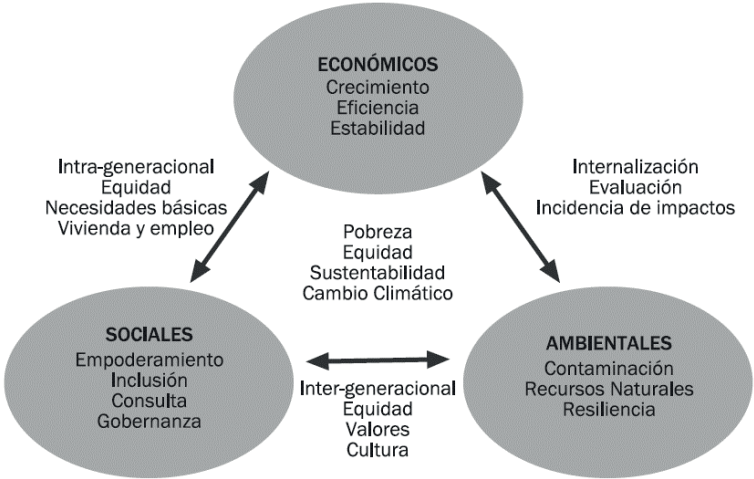 ECONÓMICOS
Crecimiento
Eficiencia
Estabilidad
Intra-generacional
Equidad
Necesidades básicas
Vivienda y empleo
Internalización
Evaluación
Incidencia de impactos
Pobreza
Equidad
Sustentabilidad
Cambio Climático
SOCIALES
Empoderamiento
Inclusión
Consulta
Gobernanza
Inter-generacional
Equidad
Valores
Cultura
AMBIENTALES
Contaminación
Recursos Naturales
Resiliencia